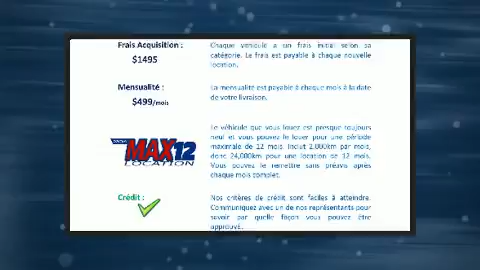 Frais Acquisition :
$1495
Chaque véhicule a un frais initial selon sa
catégorie. Le frais est payable à chaque nouvelle
location.
Mensualité :
$499/mois
La mensualité est payable à chaque mois à la date
de votre livraison.
MAX12
LOCATION
Le véhicule que vous louez est presque toujours
neuf et vous pouvez le louer pour une période
maximale de 12 mois. Inclut 2,000km par mois,
donc 24,000km pour une location de 12 mois.
Vous pouvez le remettre sans préavis après
chaque mois complet.
Crédit :
Nos critères de crédit sont faciles à atteindre.
Communiquez avec un de nos représentants pour
savoir par quelle façon vous pouvez être
approuvé.